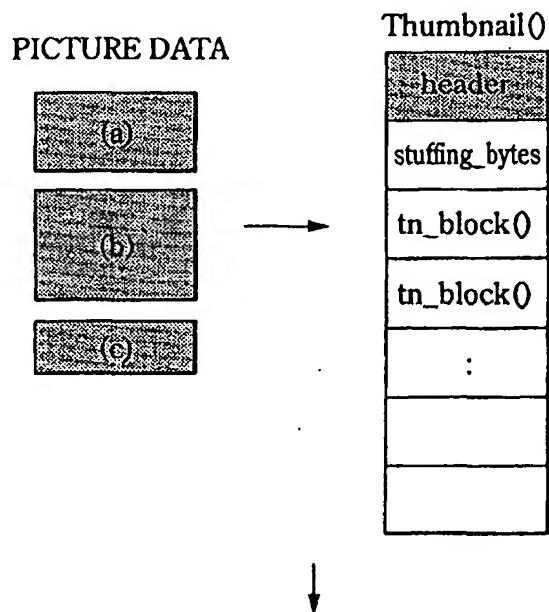 PICTURE DATA
(a)
(b)
(c)
Thumbnail()
header
stuffing_bytes
tn_block()
tn_block()
: